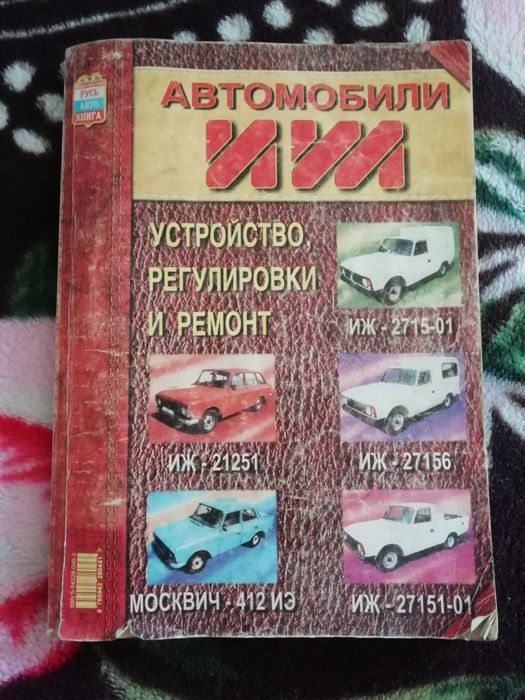 РУСЬ
АВТО
КНИГА
АВТОМОБИЛИ
ИЖ
УСТРОЙСТВО,
РЕГУЛИРОВКИ
И РЕМОНТ
ИЖ - 2715-01
ИЖ - 21251
ИЖ - 27156
МОСКВИЧ - 412 ИЭ
ИЖ - 27151-01